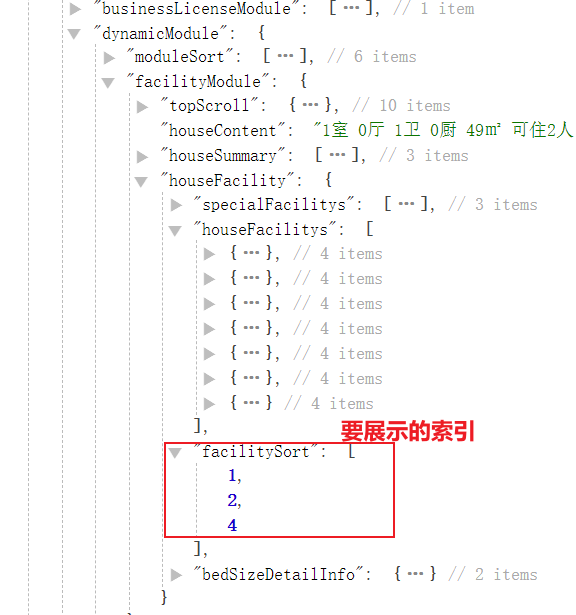 "businessLicenseModule": [ ••• ], // 1 item
"dynamicModule": {
"moduleSort": [ ••• ], // 6 items
"facilityModule": {
"topScroll": { ••• }, // 10 items
"houseContent": "1室 0厅 1卫 0厨 49㎡ 可住2人
"houseSummary": [ ••• ], // 3 items
"houseFacility": {
"specialFacilitys": [ ••• ], // 3 items
"houseFacilitys": [
{ ••• }, // 4 items
{ ••• }, // 4 items
{ ••• }, // 4 items
{ ••• }, // 4 items
{ ••• }, // 4 items
{ ••• }, // 4 items
{ ••• } // 4 items
],
要展示的索引
"facilitySort": [
1,
2,
4
],
"bedSizeDetailInfo": { ••• } // 2 items
}